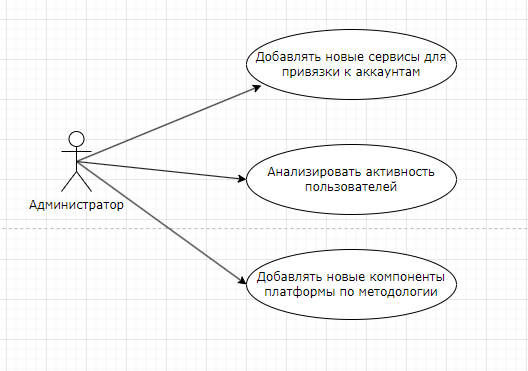 Добавлять новые сервисы для
привязки к аккаунтам
Анализировать активность
пользователей
Администратор
Добавлять новые компоненты
платформы по методологии